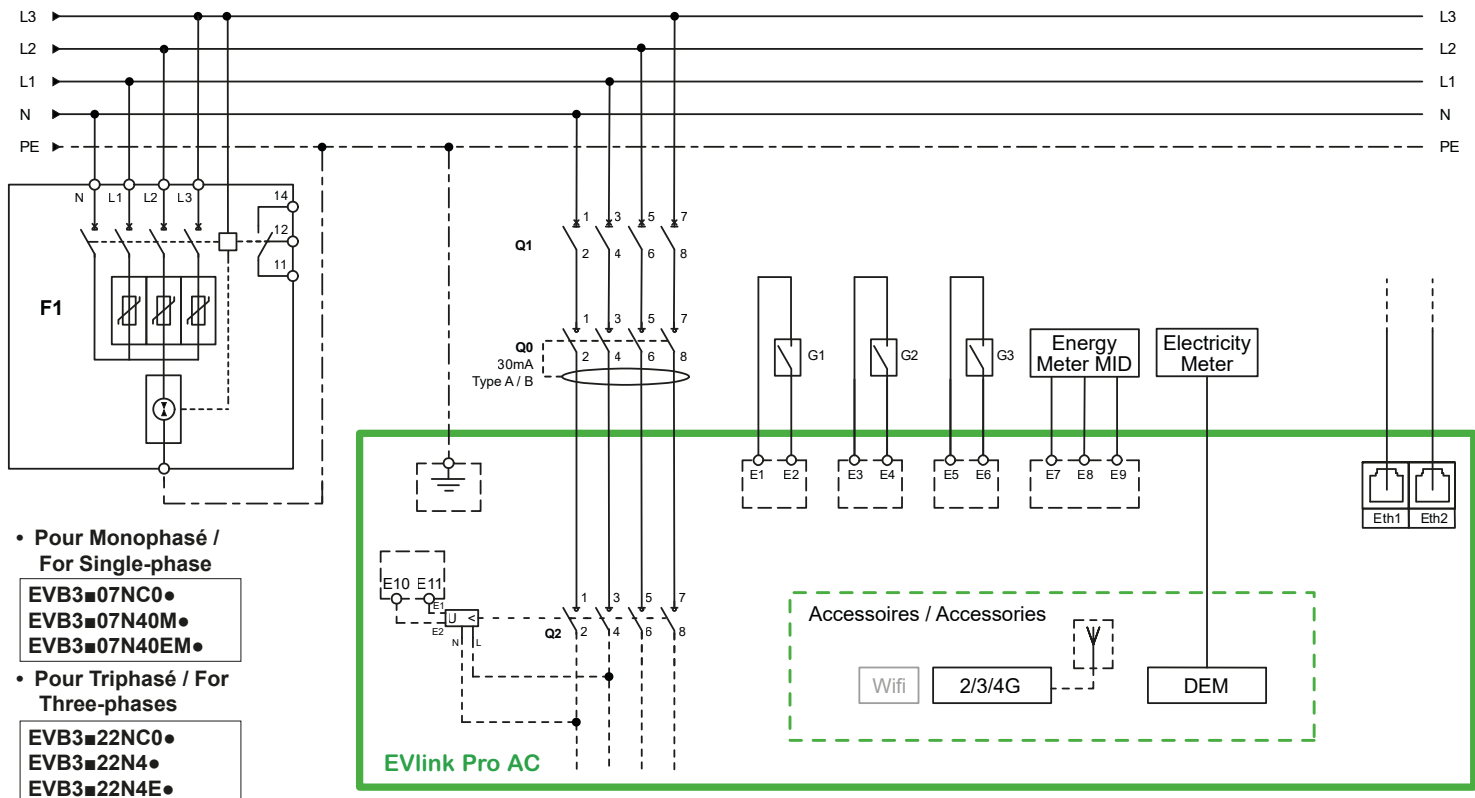 L3 L3
L2 L2
L1 L1
N N
PE PE
N L1 L2 L3 14
12
11
F1
1 3 5 7
Q1
2 4 6 8
1 3 5 7
Q0
2 4 6 8
30mA
Type A / B
G1 G2 G3
Energy
Meter MID
Electricity
Meter
E1 E2 E3 E4 E5 E6 E7 E8 E9
Eth1 Eth2
• Pour Monophasé /
For Single-phase
EVB3■07NC0●
EVB3■07N40M●
EVB3■07N40EM●
• Pour Triphasé / For
Three-phases
EVB3■22NC0●
EVB3■22N4●
EVB3■22N4E●
E10 E11
E1
E2
U <
N L
1 3 5 7
Q2
2 4 6 8
Accessoires / Accessories
Wifi 2/3/4G DEM
EVlink Pro AC